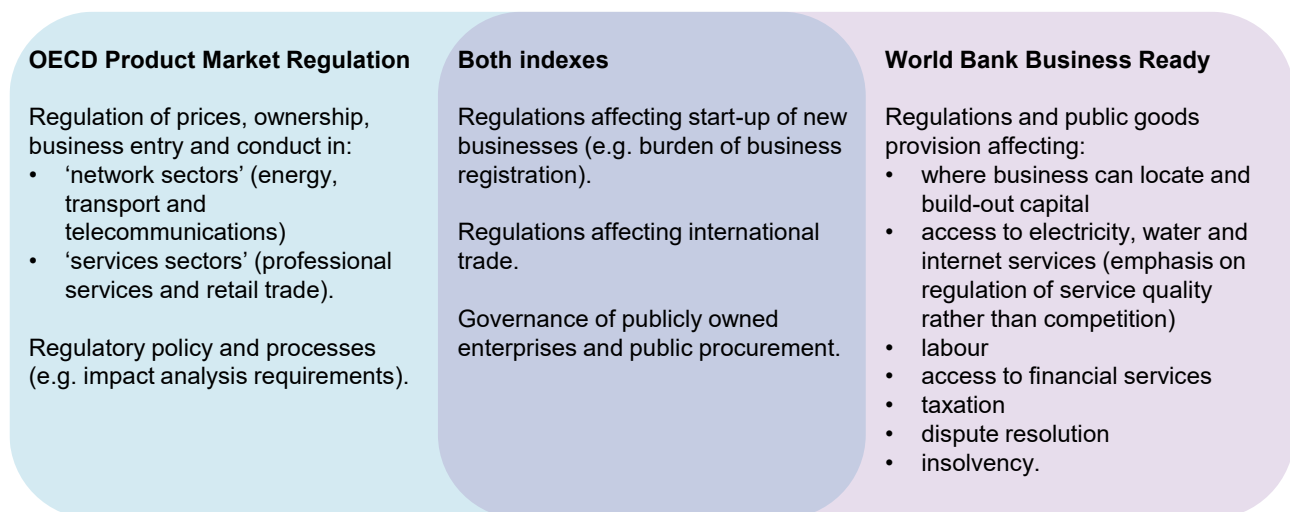 OECD Product Market Regulation
Regulation of prices, ownership,
business entry and conduct in:
• ‘network sectors’ (energy,
transport and
telecommunications)
• ‘services sectors’ (professional
services and retail trade).
Regulatory policy and processes
(e.g. impact analysis requirements).
Both indexes
Regulations affecting start-up of new
businesses (e.g. burden of business
registration).
Regulations affecting international
trade.
Governance of publicly owned
enterprises and public procurement.
World Bank Business Ready
Regulations and public goods
provision affecting:
• where business can locate and
build-out capital
• access to electricity, water and
internet services (emphasis on
regulation of service quality
rather than competition)
• labour
• access to financial services
• taxation
• dispute resolution
• insolvency.